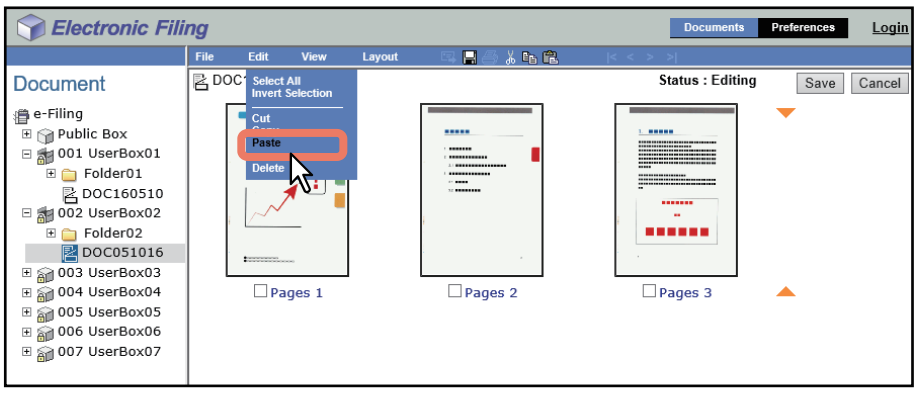 Electronic Filing
Documents Preferences Login
File Edit View Layout |< < > >|
Document
e-Filing
Public Box
001 UserBox01
Folder01
DOC160510
002 UserBox02
Folder02
DOC051016
003 UserBox03
004 UserBox04
005 UserBox05
006 UserBox06
007 UserBox07
DOC
Status : Editing
Save Cancel
Select All
Invert Selection
Cut
Copy
Paste
Delete
Pages 1 Pages 2 Pages 3